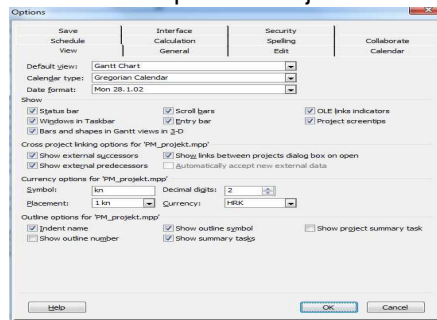 Options
Save Interface Security
Schedule Calculation Spelling Collaborate
View General Edit Calendar
Default view: Gantt Chart
Calendar type: Gregorian Calendar
Date format: Mon 28.1.02
Show
Status bar Scroll bars OLE links indicators
Windows in Taskbar Entry bar Project screentips
Bars and shapes in Gantt views in 3-D
Cross project linking options for 'PM_projekt.mpp'
Show external successors Show links between projects dialog box on open
Show external predecessors Automatically accept new external data
Currency options for 'PM_projekt.mpp'
Symbol: kn Decimal digits: 2
Placement: 1 kn Currency: HRK
Outline options for 'PM_projekt.mpp'
Indent name Show outline symbol Show project summary task
Show outline number Show summary tasks
Help OK Cancel